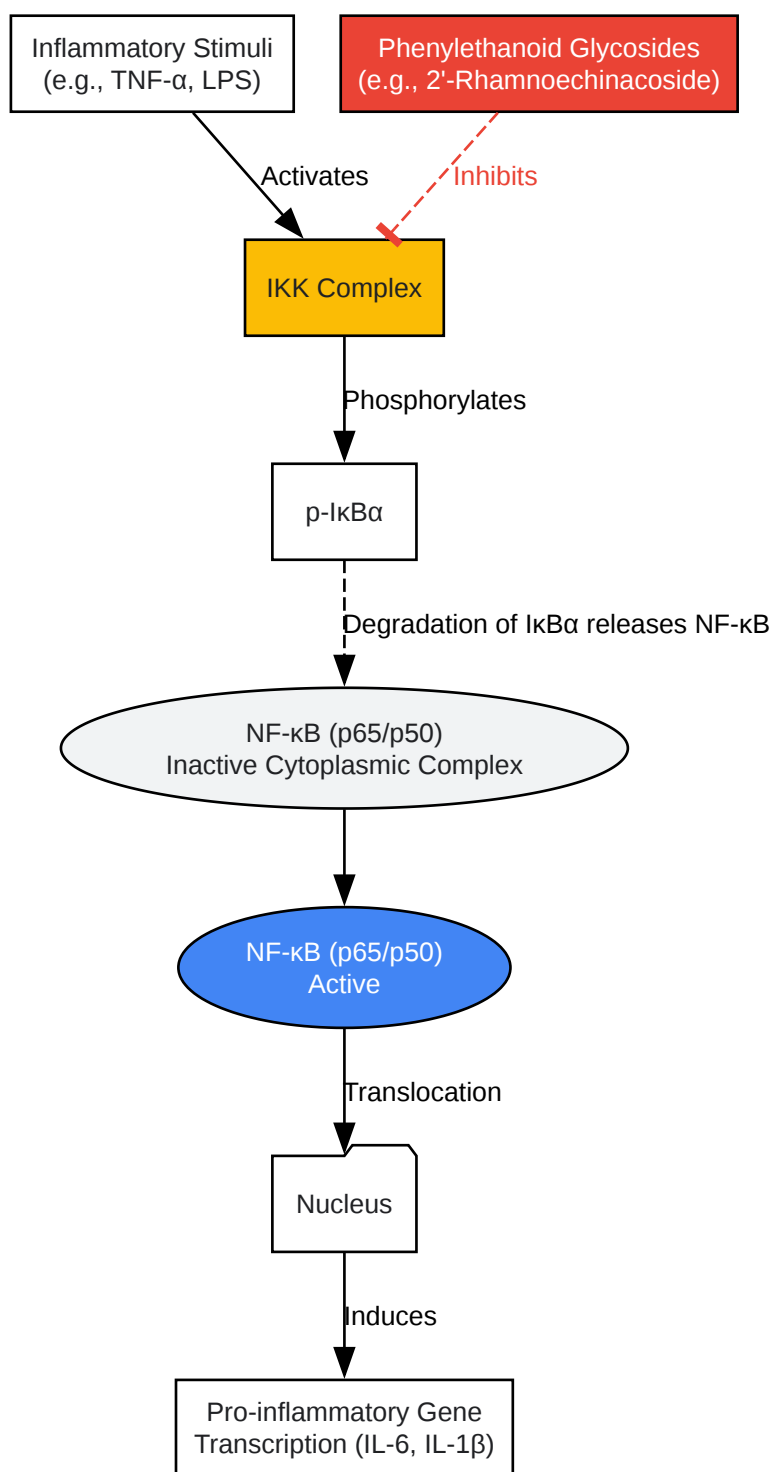 Inflammatory Stimuli
(e.g., TNF-α, LPS)
Phenylethanoid Glycosides
(e.g., 2'-Rhamnoechinacoside)
Activates
Inhibits
IKK Complex
Phosphorylates
p-IκBα
Degradation of IκBα releases NF-κB
NF-κB (p65/p50)
Inactive Cytoplasmic Complex
NF-κB (p65/p50)
Active
Translocation
Nucleus
Induces
Pro-inflammatory Gene
Transcription (IL-6, IL-1β)